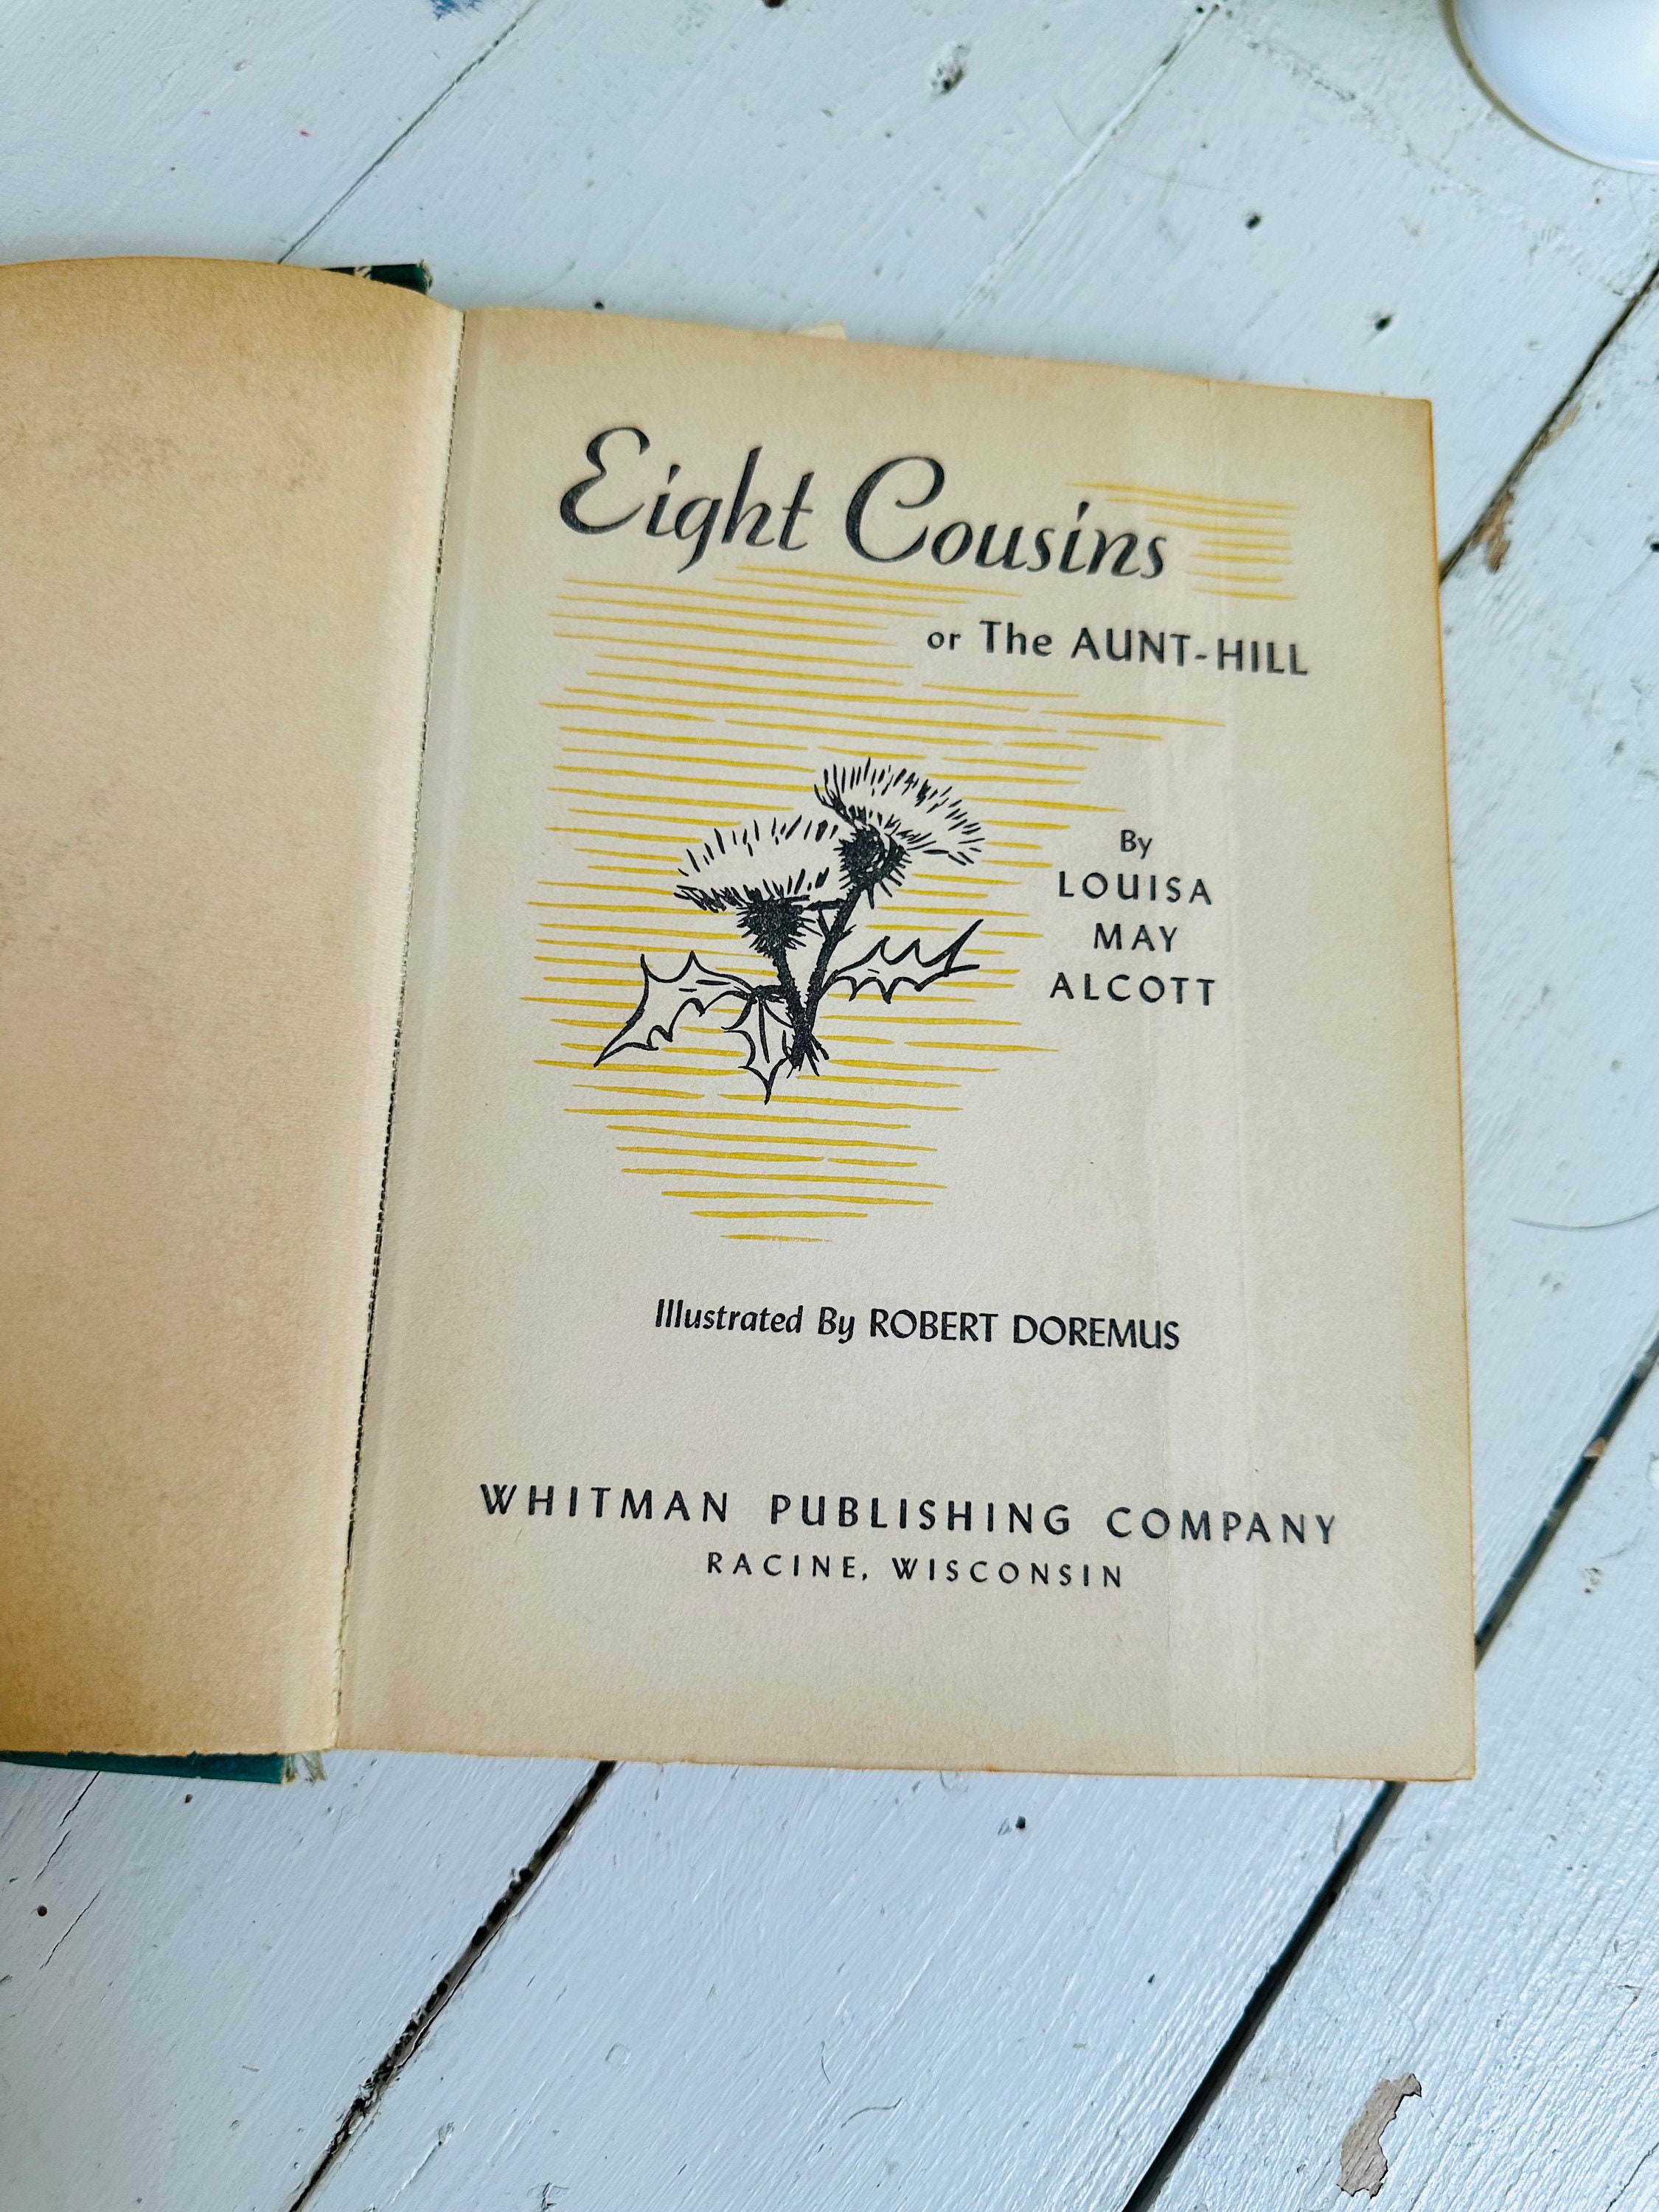 Eight Cousins
or The AUNT-HILL
By
LOUISA
MAY
ALCOTT
Illustrated By ROBERT DOREMUS
WHITMAN PUBLISHING COMPANY
RACINE, WISCONSIN